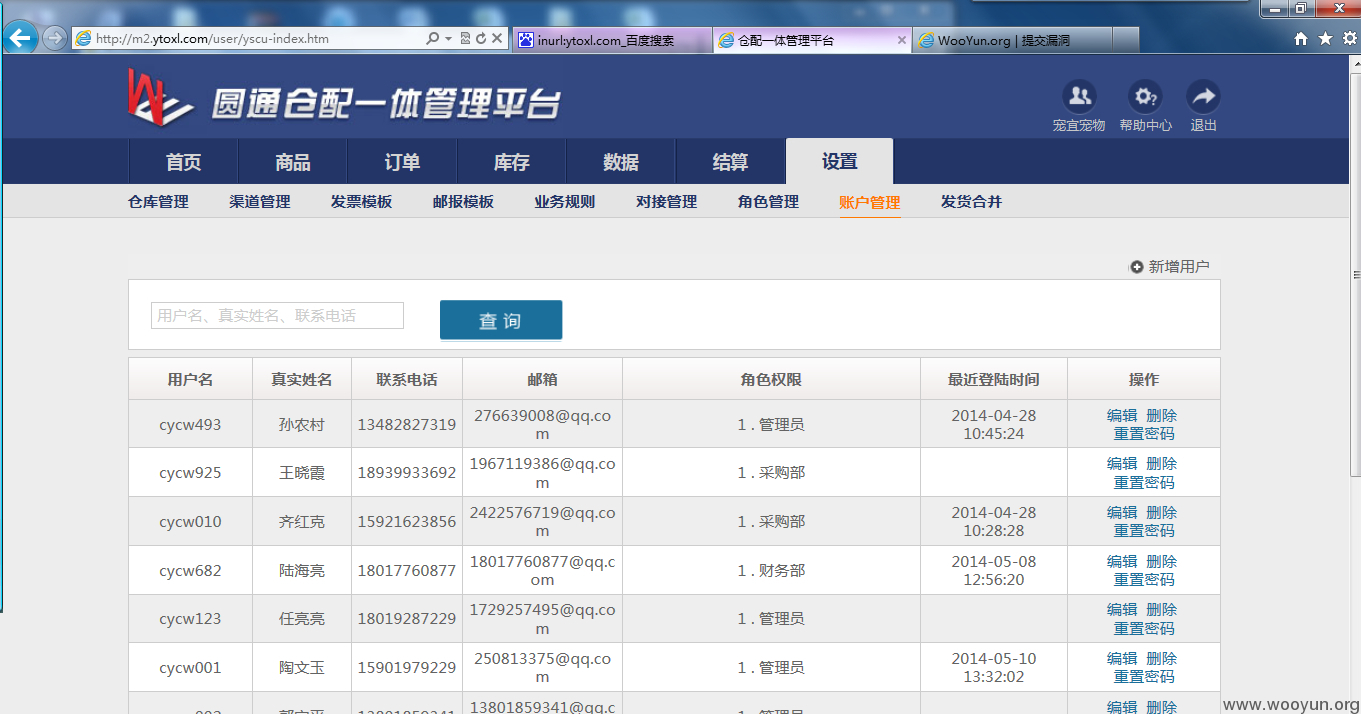 http://m2.ytoxl.com/user/yscu-index.htm
inurl:ytoxl.com_百度搜索
仓配一体管理平台
WooYun.org | 提交漏洞
圆通仓配一体管理平台
宠宜宠物 帮助中心 退出
首页 商品 订单 库存 数据 结算 设置
仓库管理 渠道管理 发票模板 邮报模板 业务规则 对接管理 角色管理 账户管理 发货合并
新增用户
用户名、真实姓名、联系电话
查询
用户名 真实姓名 联系电话 邮箱 角色权限 最近登陆时间 操作
cycw493 孙农村 13482827319 276639008@qq.co
m 1 . 管理员 2014-04-28
10:45:24 编辑 删除
重置密码
cycw925 王晓霞 18939933692 1967119386@qq.co
m 1 . 采购部 编辑 删除
重置密码
cycw010 齐红克 15921623856 2422576719@qq.co
m 1 . 采购部 2014-04-28
10:28:28 编辑 删除
重置密码
cycw682 陆海亮 18017760877 18017760877@qq.c
om 1 . 财务部 2014-05-08
12:56:20 编辑 删除
重置密码
cycw123 任亮亮 18019287229 1729257495@qq.co
m 1 . 管理员 编辑 删除
重置密码
cycw001 陶文玉 15901979229 250813375@qq.co
m 1 . 管理员 2014-05-10
13:32:02 编辑 删除
重置密码
13801859341 13801859341@qq.c
编辑 删除
www.wooyun.org